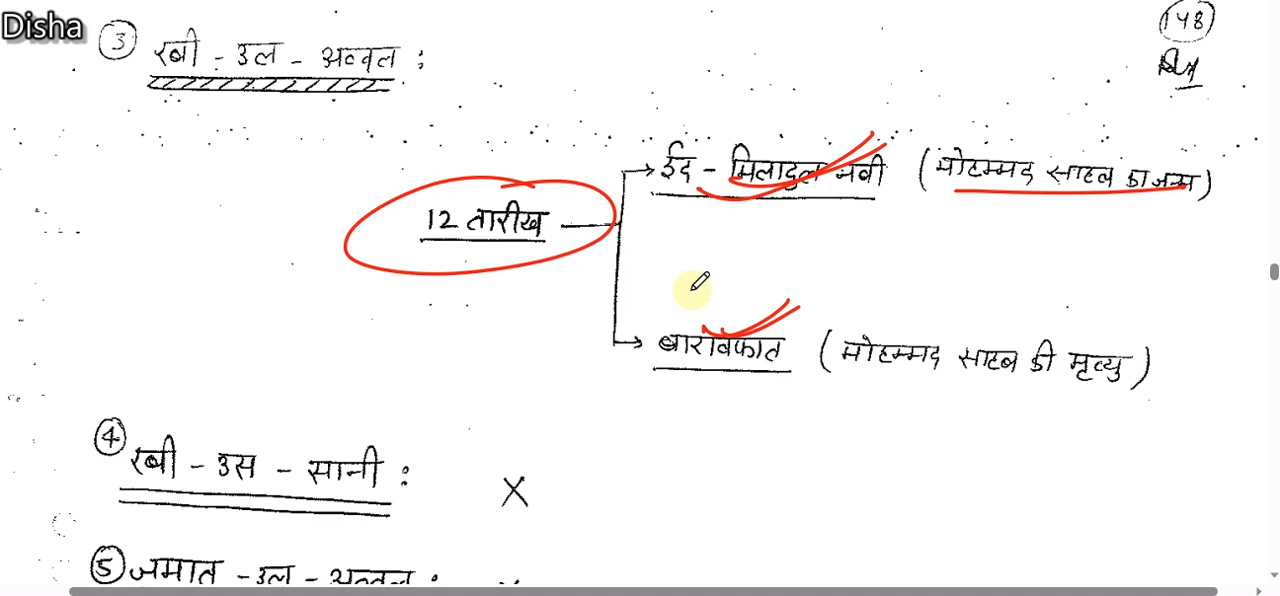 Disha
148
③ रबी - उल - अव्वल :
ईद - मिलादुल नबी (मोहम्मद साहब का जन्म)
12 तारीख
बारावफात (मोहम्मद साहब की मृत्यु)
④ रबी - उस - सानी : X
⑤ जमात - उल - अव्वल :